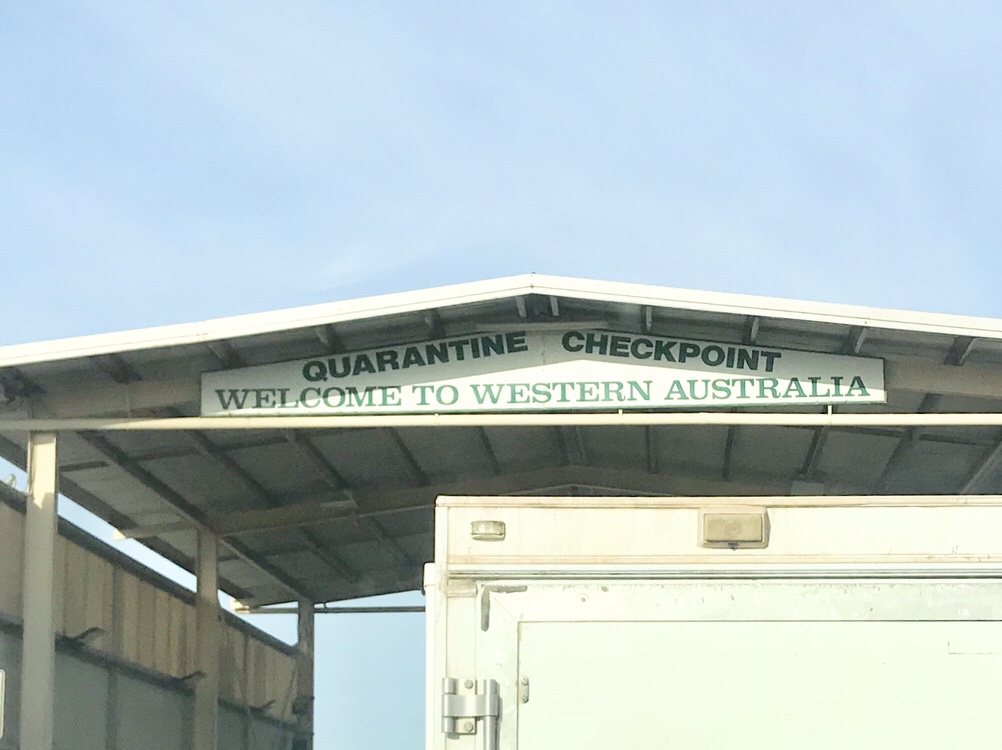 QUARANTINE CHECKPOINT
WELCOME TO WESTERN AUSTRALIA